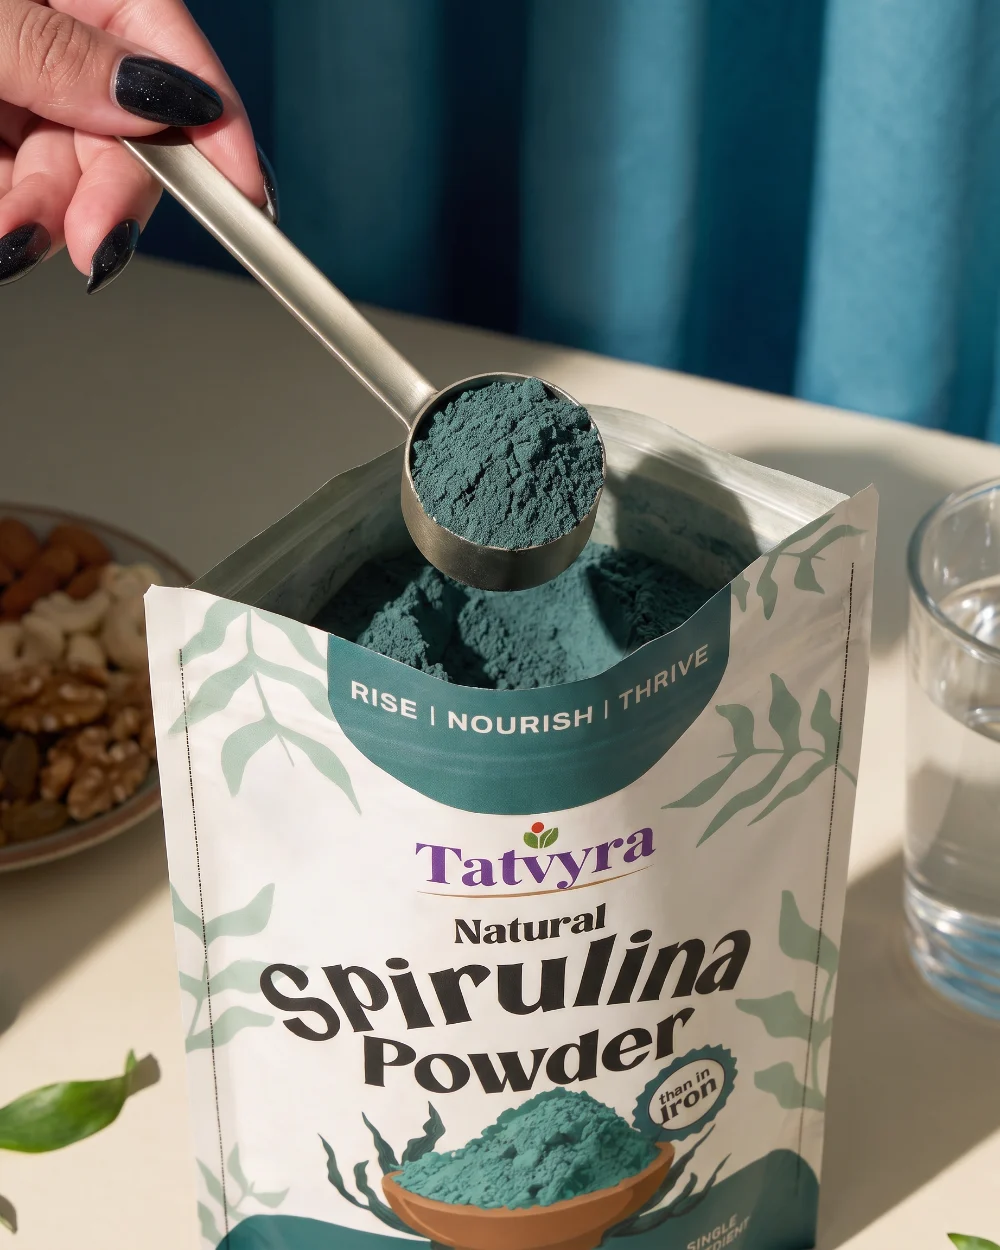 RISE | NOURISH | THRIVE
Tatvyra
Natural
Spirulina
Powder
than in
iron
SINGLE